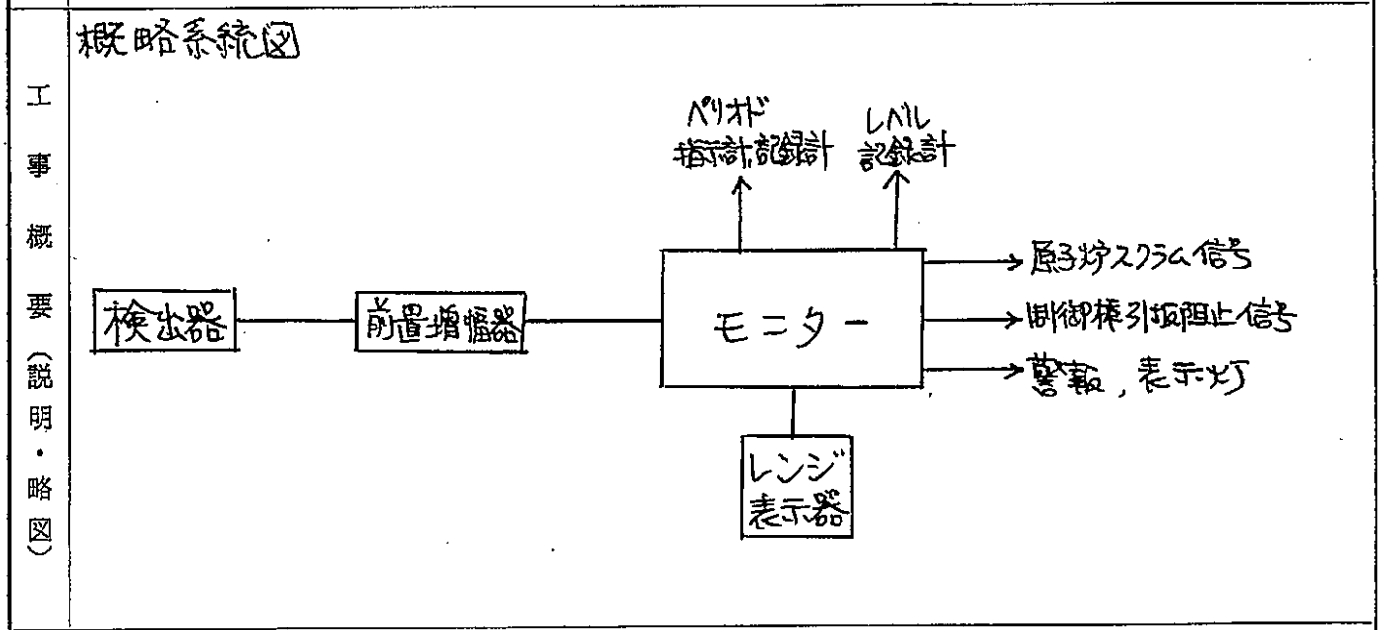 工事概要(説明・略図)
概略系統図
ペリオド
指示計,記録計
レベル
記録計
検出器
前置増幅器
モニター
原子炉スクラム信号
制御棒引抜阻止信号
警報,表示灯
レンジ
表示器